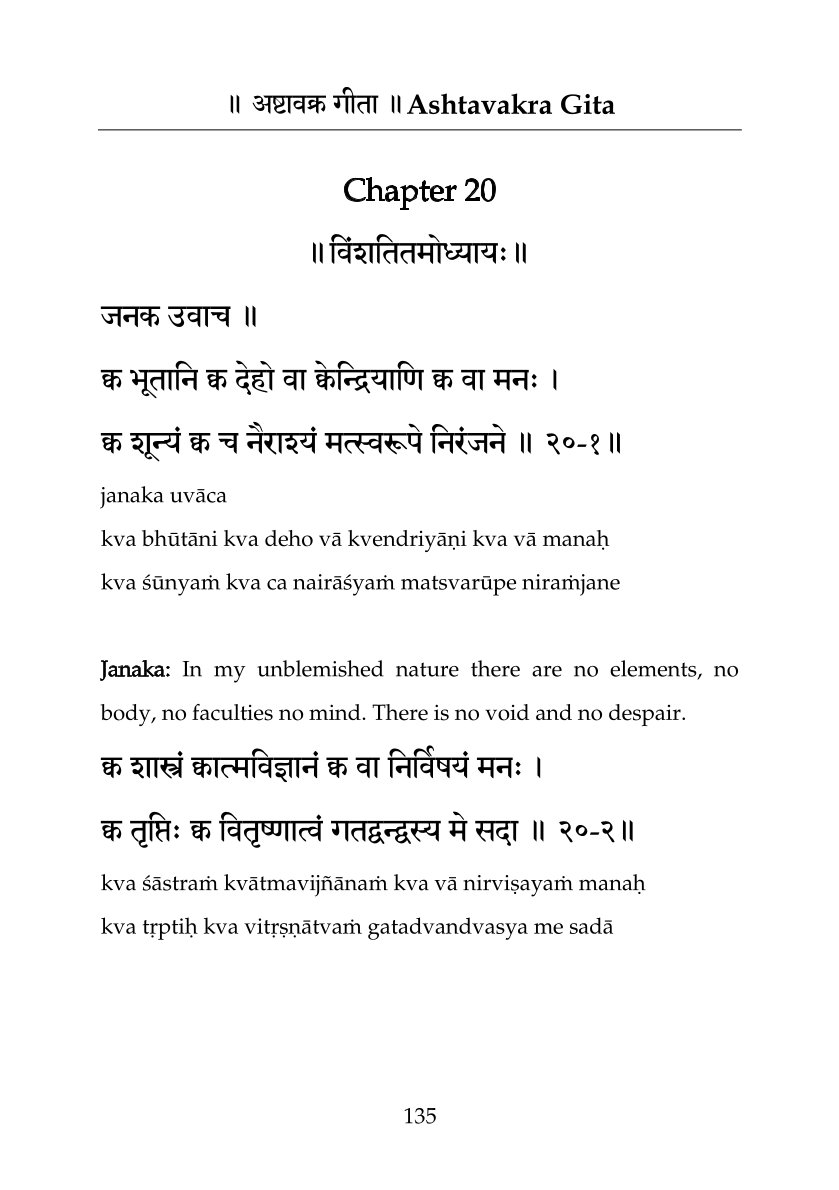 ॥ अष्टावक्र गीता ॥ Ashtavakra Gita
Chapter 20
॥ विंशतितमोध्यायः॥
जनक उवाच ॥
क्व भूतानि क्व देहो वा क्वेन्द्रियाणि क्व वा मनः ।
क्व शून्यं क्व च नैराश्यं मत्स्वरूपे निरंजने ॥ २०-१॥
janaka uvāca
kva bhūtāni kva deho vā kvendriyāṇi kva vā manaḥ
kva śūnyaṁ kva ca nairāśyaṁ matsvarūpe niraṁjane
Janaka: In my unblemished nature there are no elements, no
body, no faculties no mind. There is no void and no despair.
क्व शास्त्रं क्वात्मविज्ञानं क्व वा निर्विषयं मनः ।
क्व तृप्तिः क्व वितृष्णात्वं गतद्वन्द्वस्य मे सदा ॥ २०-२॥
kva śāstraṁ kvātmavijñānaṁ kva vā nirviṣayaṁ manaḥ
kva tṛptiḥ kva vitṛṣṇātvaṁ gatadvandvasya me sadā
135